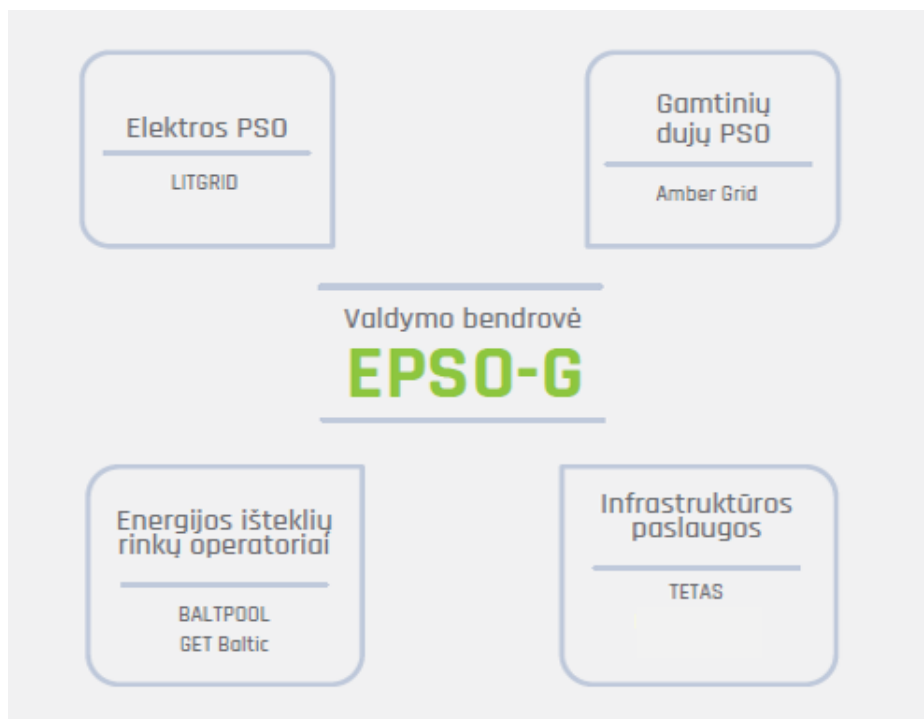 Elektros PSO
LITGRID
Gamtinių
dujų PSO
Amber Grid
Valdymo bendrovė
EPSO-G
Energijos išteklių
rinkų operatoriai
BALTPOOL
GET Baltic
Infrastruktūros
paslaugos
TETAS